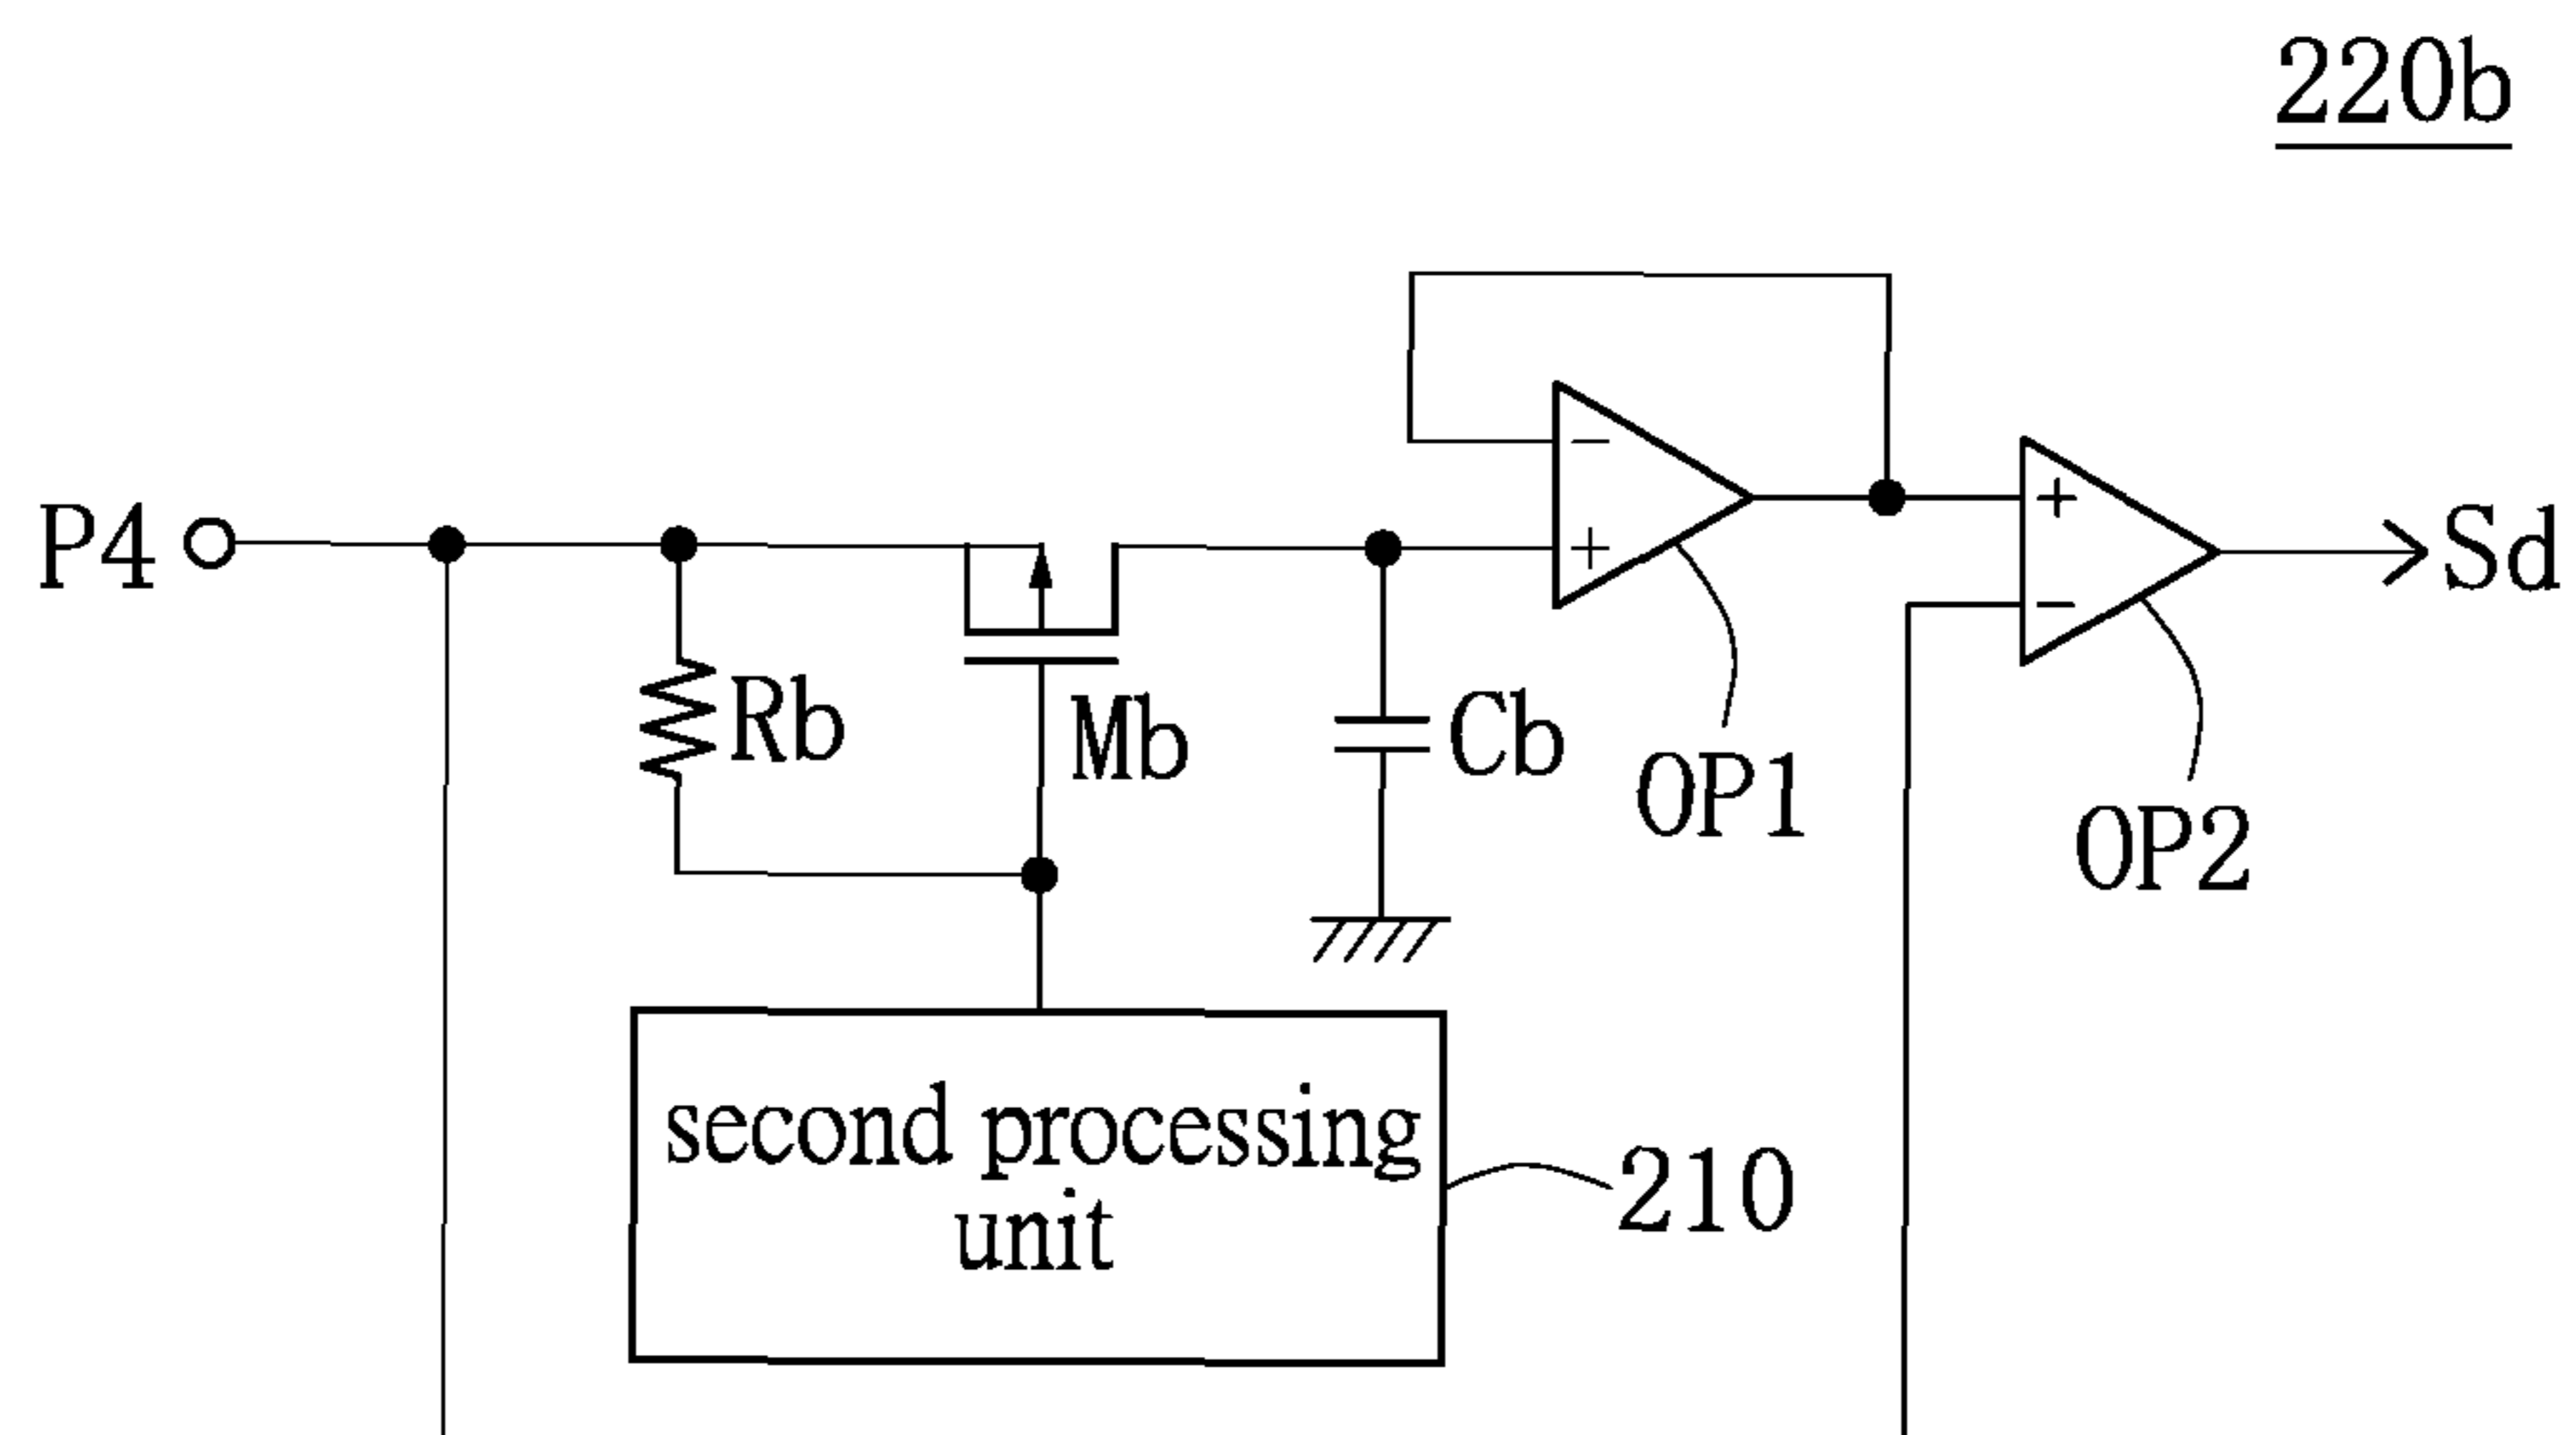 220b
P4
Sd
Rb
Mb
Cb
OP1
OP2
second processing
unit
210